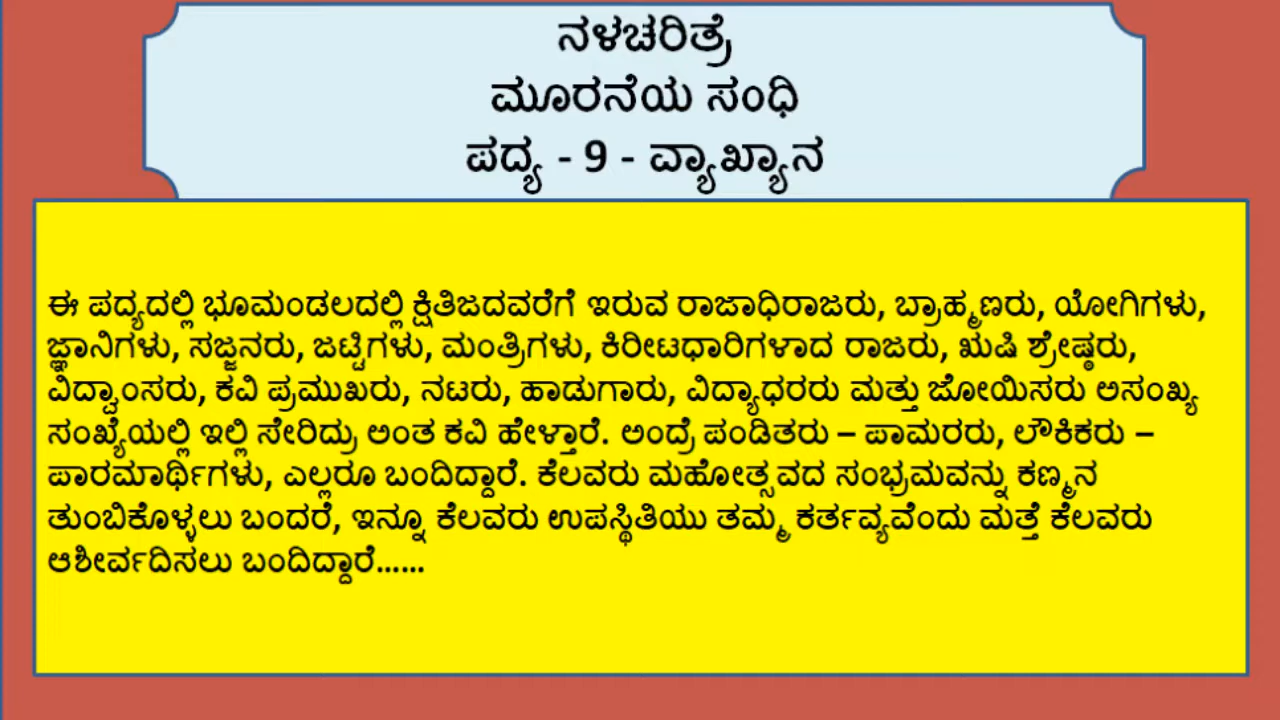 ನಳಚರಿತ್ರೆ
ಮೂರನೆಯ ಸಂಧಿ
ಪದ್ಯ - 9 - ವ್ಯಾಖ್ಯಾನ
ಈ ಪದ್ಯದಲ್ಲಿ ಭೂಮಂಡಲದಲ್ಲಿ ಕ್ಷಿತಿಜದವರೆಗೆ ಇರುವ ರಾಜಾಧಿರಾಜರು, ಬ್ರಾಹ್ಮಣರು, ಯೋಗಿಗಳು,
ಜ್ಞಾನಿಗಳು, ಸಜ್ಜನರು, ಜಟ್ಟಿಗಳು, ಮಂತ್ರಿಗಳು, ಕಿರೀಟಧಾರಿಗಳಾದ ರಾಜರು, ಋಷಿ ಶ್ರೇಷ್ಠರು,
ವಿದ್ವಾಂಸರು, ಕವಿ ಪ್ರಮುಖರು, ನಟರು, ಹಾಡುಗಾರು, ವಿದ್ಯಾಧರರು ಮತ್ತು ಜೋಯಿಸರು ಅಸಂಖ್ಯ
ಸಂಖ್ಯೆಯಲ್ಲಿ ಇಲ್ಲಿ ಸೇರಿದ್ರು ಅಂತ ಕವಿ ಹೇಳ್ತಾರೆ. ಅಂದ್ರೆ ಪಂಡಿತರು – ಪಾಮರರು, ಲೌಕಿಕರು –
ಪಾರಮಾರ್ಥಿಗಳು, ಎಲ್ಲರೂ ಬಂದಿದ್ದಾರೆ. ಕೆಲವರು ಮಹೋತ್ಸವದ ಸಂಭ್ರಮವನ್ನು ಕಣ್ಮನ
ತುಂಬಿಕೊಳ್ಳಲು ಬಂದರೆ, ಇನ್ನೂ ಕೆಲವರು ಉಪಸ್ಥಿತಿಯು ತಮ್ಮ ಕರ್ತವ್ಯವೆಂದು ಮತ್ತೆ ಕೆಲವರು
ಆಶೀರ್ವದಿಸಲು ಬಂದಿದ್ದಾರೆ......